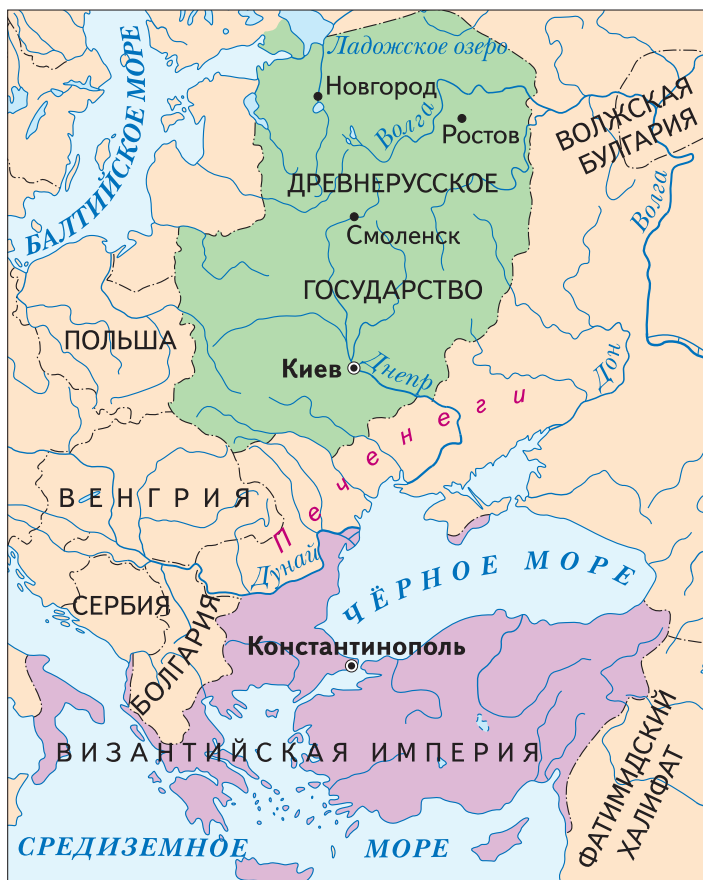 Ладожское озеро
БАЛТИЙСКОЕ МОРЕ
Новгород
Волга
Ростов
ВОЛЖСКАЯ
БУЛГАРИЯ
ДРЕВНЕРУССКОЕ
Волга
Смоленск
ГОСУДАРСТВО
ПОЛЬША
Киев
Днепр
Дон
Печенеги
ВЕНГРИЯ
Дунай
ЧЁРНОЕ МОРЕ
СЕРБИЯ
БОЛГАРИЯ
Константинополь
ВИЗАНТИЙСКАЯ ИМПЕРИЯ
ФАТИМИДСКИЙ
ХАЛИФАТ
СРЕДИЗЕМНОЕ МОРЕ